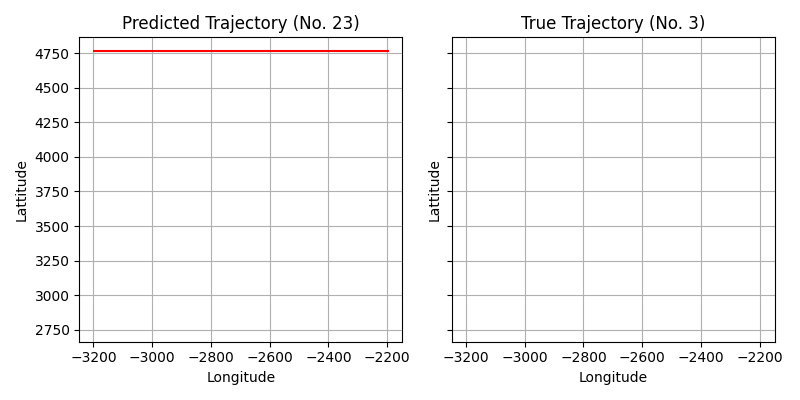 Predicted Trajectory (No. 23)
True Trajectory (No. 3)
Lattitude
4750
4500
4250
4000
3750
3500
3250
3000
2750
−3200 −3000 −2800 −2600 −2400 −2200
Longitude
Lattitude
−3200 −3000 −2800 −2600 −2400 −2200
Longitude